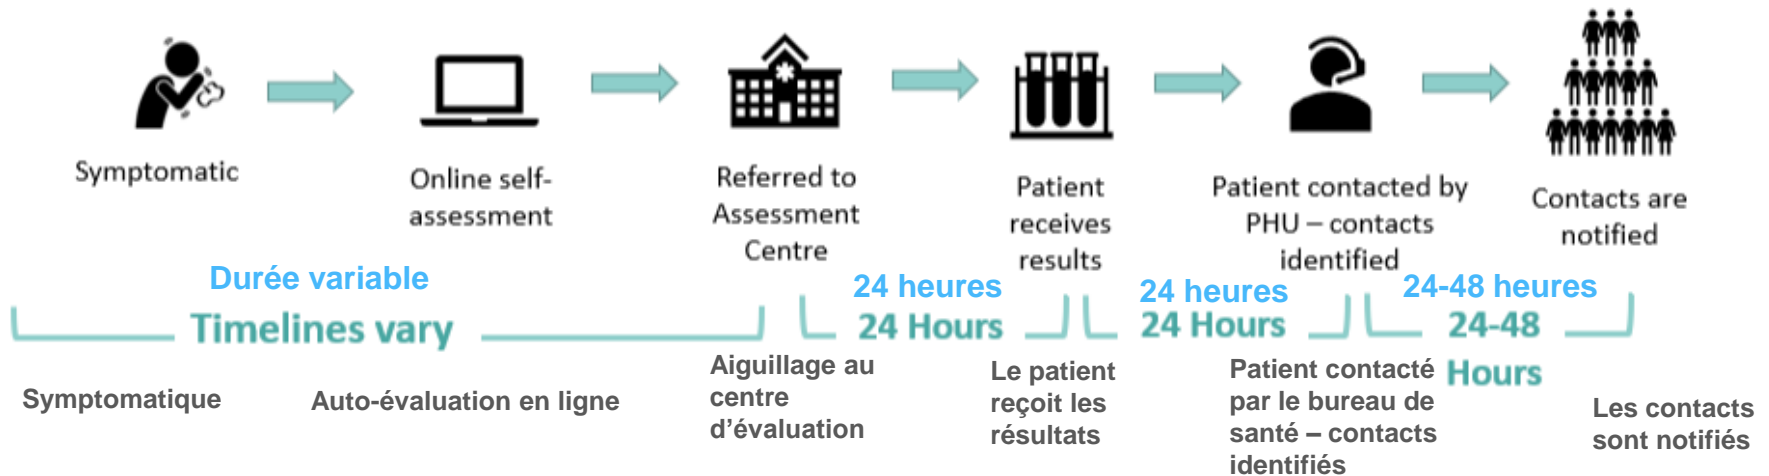 Symptomatic
Online self-
assessment
Referred to
Assessment
Centre
Patient
receives
results
Patient contacted by
PHU – contacts
identified
Contacts are
notified
Durée variable
Timelines vary
24 heures
24 Hours
24 heures
24 Hours
24-48 heures
24-48
Hours
Symptomatique
Auto-évaluation en ligne
Aiguillage au
centre
d'évaluation
Le patient
reçoit les
résultats
Patient contacté
par le bureau de
santé – contacts
identifiés
Les contacts
sont notifiés